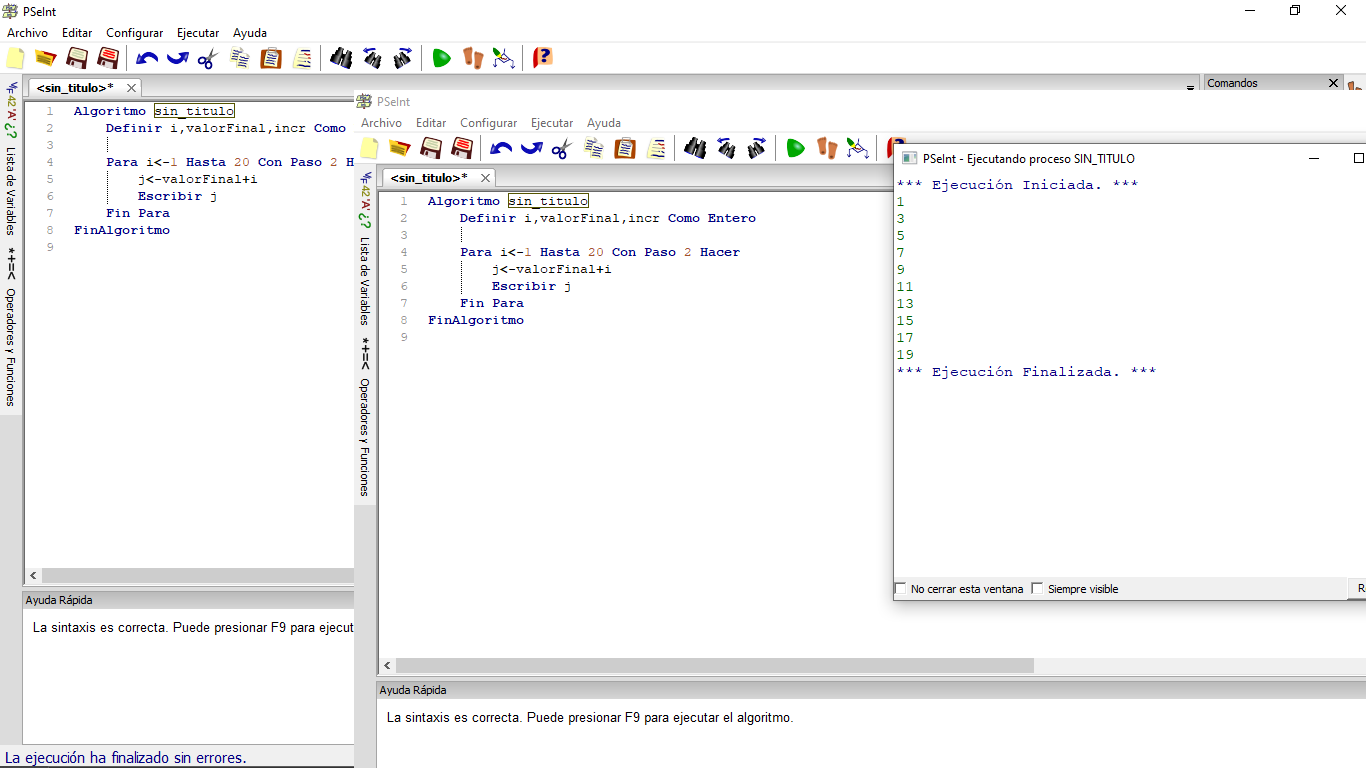 PSeInt
Archivo Editar Configurar Ejecutar Ayuda
<sin_titulo>*
Comandos
42 'A' ¿? Lista de Variables
*+=< Operadores y Funciones
1 Algoritmo sin_titulo
2 Definir i,valorFinal,incr Como
3
4 Para i<-1 Hasta 20 Con Paso 2 H
5 j<-valorFinal+i
6 Escribir j
7 Fin Para
8 FinAlgoritmo
9
Ayuda Rápida
La sintaxis es correcta. Puede presionar F9 para ejecut
La ejecución ha finalizado sin errores.
PSeInt
Archivo Editar Configurar Ejecutar Ayuda
<sin_titulo>*
42 'A' ¿? Lista de Variables
*+=< Operadores y Funciones
1 Algoritmo sin_titulo
2 Definir i,valorFinal,incr Como Entero
3
4 Para i<-1 Hasta 20 Con Paso 2 Hacer
5 j<-valorFinal+i
6 Escribir j
7 Fin Para
8 FinAlgoritmo
9
Ayuda Rápida
La sintaxis es correcta. Puede presionar F9 para ejecutar el algoritmo.
PSeInt - Ejecutando proceso SIN_TITULO
*** Ejecución Iniciada. ***
1
3
5
7
9
11
13
15
17
19
*** Ejecución Finalizada. ***
No cerrar esta ventana Siempre visible R